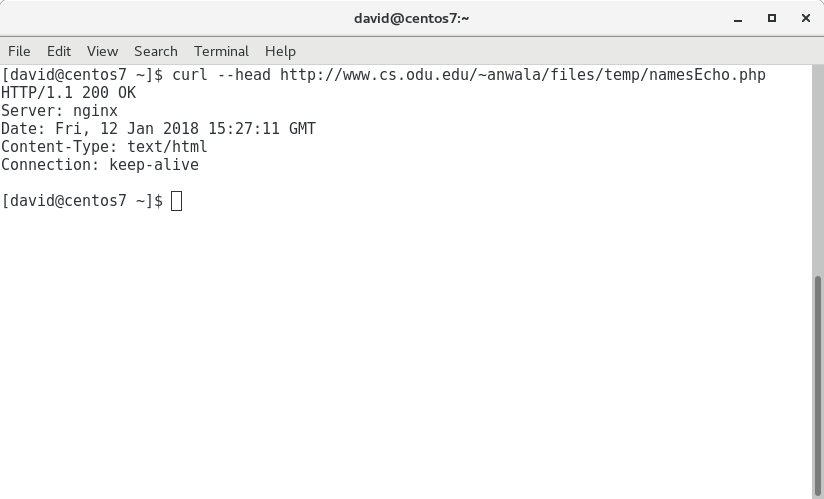 david@centos7:~
File Edit View Search Terminal Help
[david@centos7 ~]$ curl --head http://www.cs.odu.edu/~anwala/files/temp/namesEcho.php
HTTP/1.1 200 OK
Server: nginx
Date: Fri, 12 Jan 2018 15:27:11 GMT
Content-Type: text/html
Connection: keep-alive
[david@centos7 ~]$